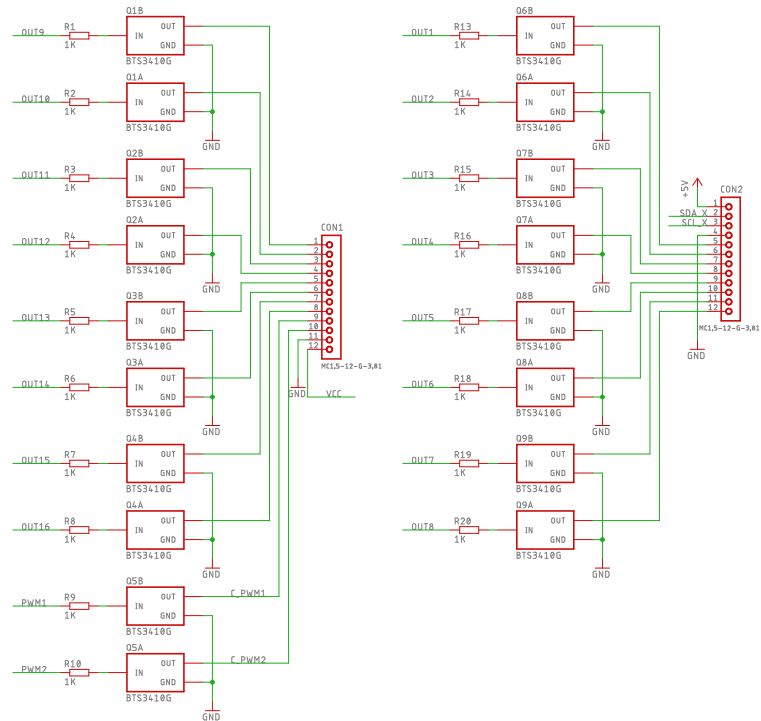 Q1B
OUT9 R1 IN OUT
1K GND
BTS3410G
Q1A
OUT10 R2 IN OUT
1K GND
BTS3410G
GND
Q2B
OUT11 R3 IN OUT
1K GND
BTS3410G
Q2A
OUT12 R4 IN OUT
1K GND
BTS3410G
GND
Q3B
OUT13 R5 IN OUT
1K GND
BTS3410G
Q3A
OUT14 R6 IN OUT
1K GND
BTS3410G
GND
Q4B
OUT15 R7 IN OUT
1K GND
BTS3410G
Q4A
OUT16 R8 IN OUT
1K GND
BTS3410G
GND
Q5B
PWM1 R9 IN OUT C_PWM1
1K GND
BTS3410G
Q5A
PWM2 R10 IN OUT C_PWM2
1K GND
BTS3410G
GND
CON1
1
2
3
4
5
6
7
8
9
10
11
12
MC1,5-12-G-3,81
GND
VCC
Q6B
OUT1 R13 IN OUT
1K GND
BTS3410G
Q6A
OUT2 R14 IN OUT
1K GND
BTS3410G
GND
Q7B
OUT3 R15 IN OUT
1K GND
BTS3410G
Q7A
OUT4 R16 IN OUT
1K GND
BTS3410G
GND
Q8B
OUT5 R17 IN OUT
1K GND
BTS3410G
Q8A
OUT6 R18 IN OUT
1K GND
BTS3410G
GND
Q9B
OUT7 R19 IN OUT
1K GND
BTS3410G
Q9A
OUT8 R20 IN OUT
1K GND
BTS3410G
GND
+5V
CON2
1
SDA_X 2
SCL_X 3
4
5
6
7
8
9
10
11
12
MC1,5-12-G-3,81
GND